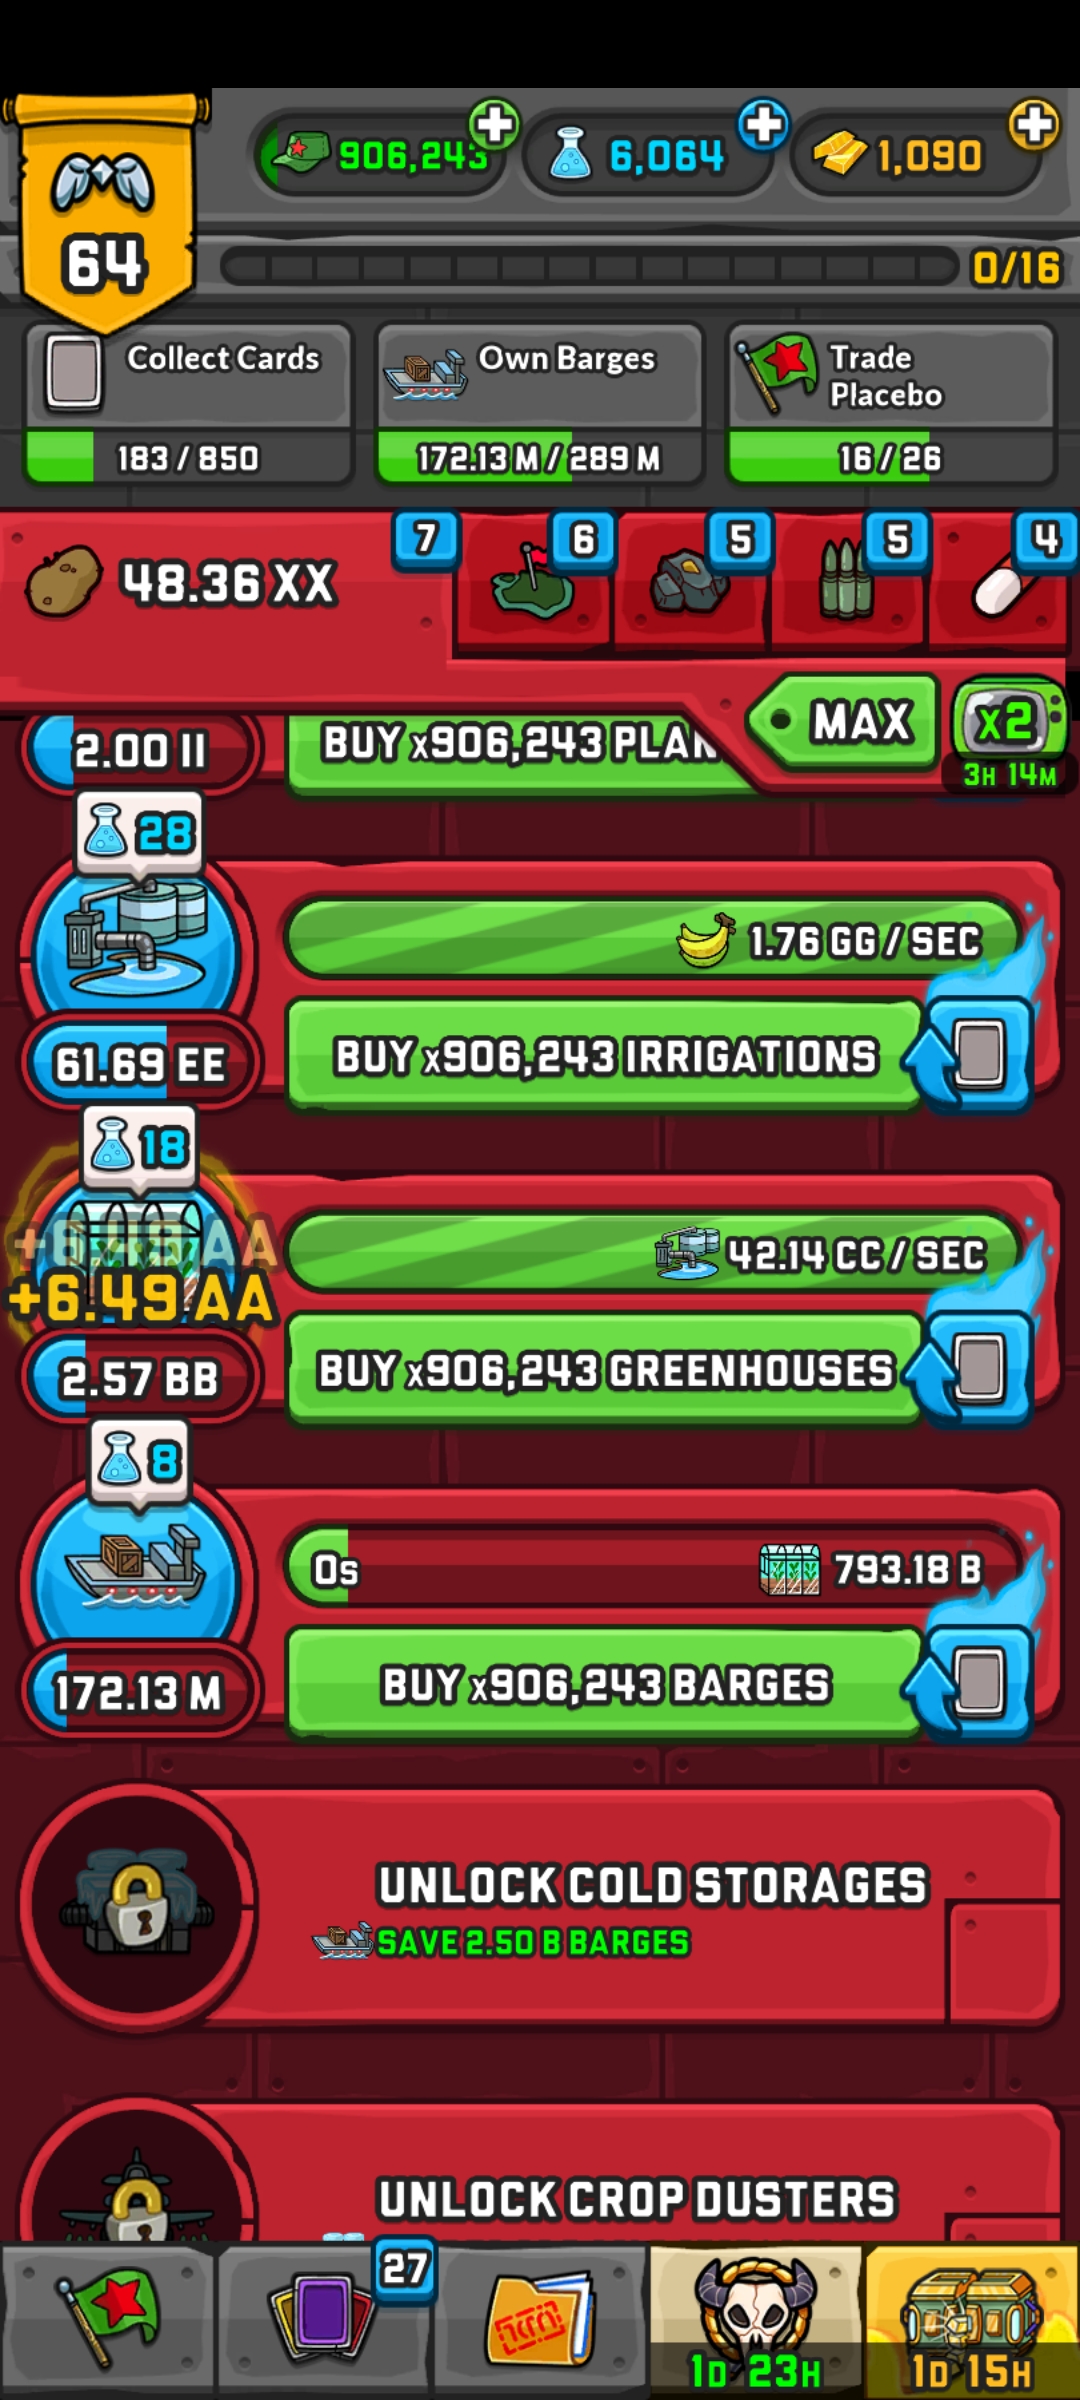 906,243
6,064
1,090
64
0/16
Collect Cards
183 / 850
Own Barges
172.13 M / 289 M
Trade
Placebo
16 / 26
48.36 XX
7
6
5
5
4
MAX
x2
3H 14M
2.00 II
BUY x906,243 PLAN
28
1.76 GG / SEC
61.69 EE
BUY x906,243 IRRIGATIONS
18
+6.49 AA
+6.49 AA
42.14 CC / SEC
2.57 BB
BUY x906,243 GREENHOUSES
8
0s
793.18 B
172.13 M
BUY x906,243 BARGES
UNLOCK COLD STORAGES
SAVE 2.50 B BARGES
UNLOCK CROP DUSTERS
27
1D 23H
1D 15H